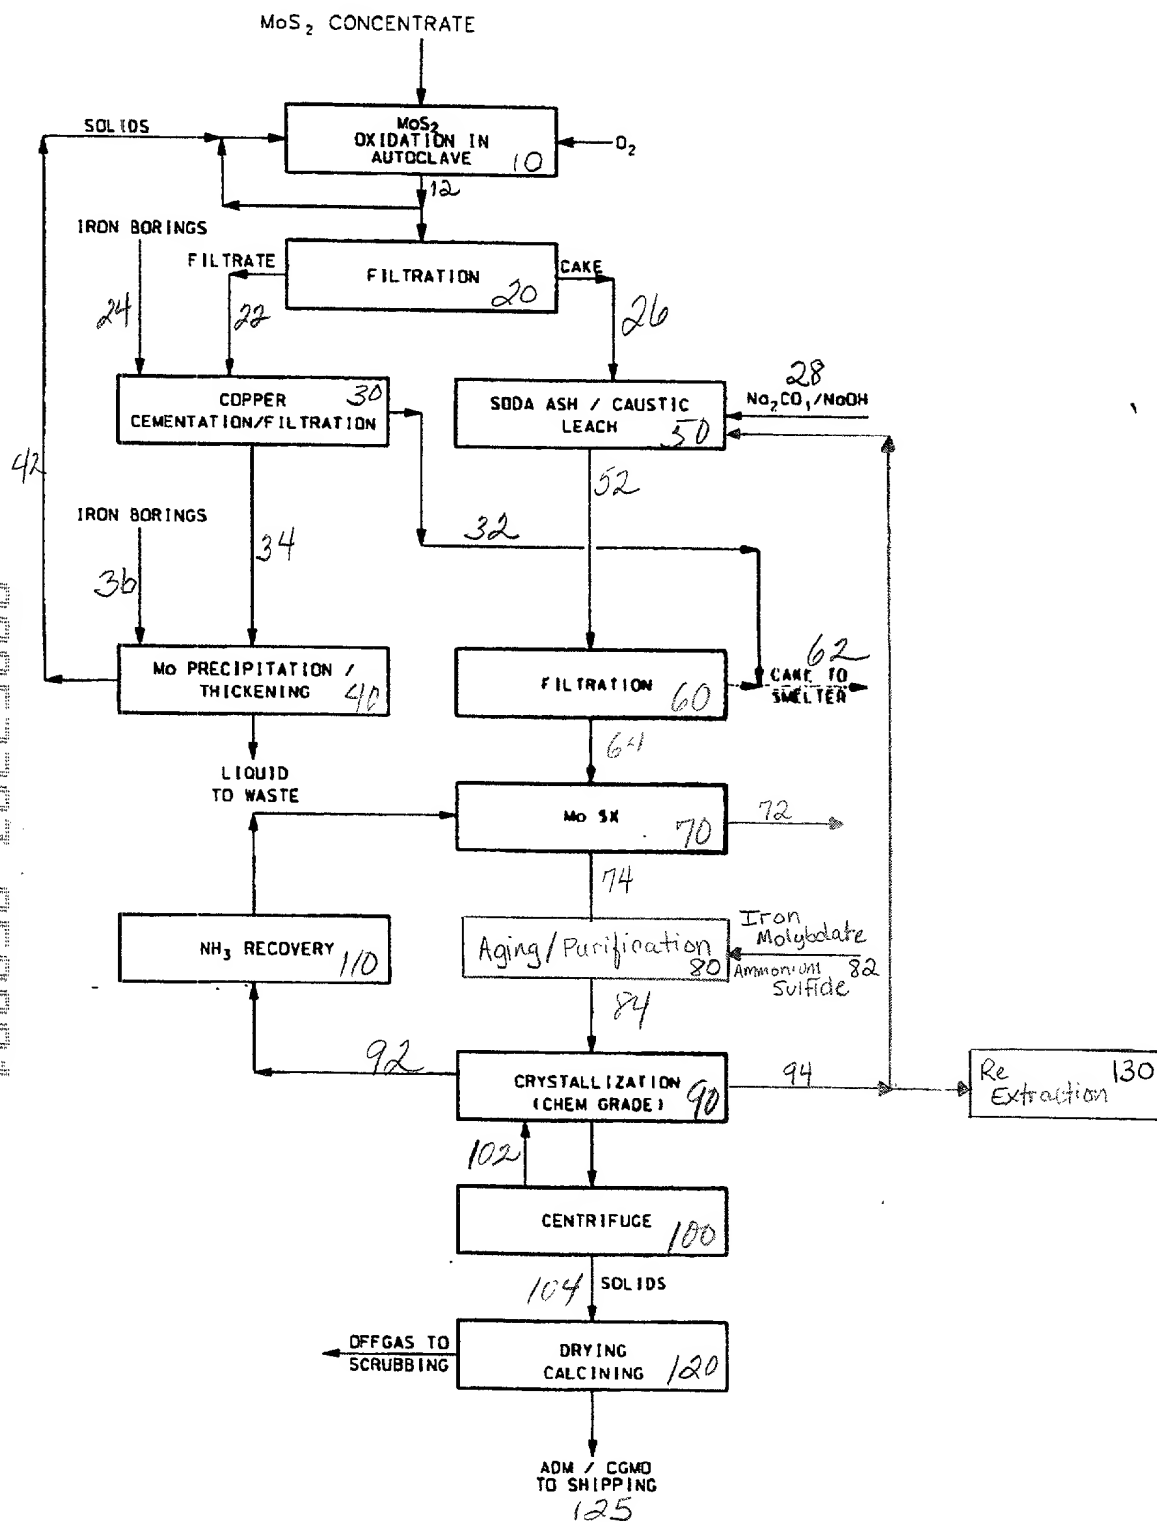 MoS₂ CONCENTRATE
SOLIDS
MoS₂
OXIDATION IN
AUTOCLAVE
10
O₂
12
IRON BORINGS
FILTRATE
FILTRATION
20
CAKE
24
22
26
COPPER
CEMENTATION/FILTRATION
30
SODA ASH / CAUSTIC
LEACH
50
28
Na₂CO₃/NaOH
42
52
IRON BORINGS
34
32
36
Mo PRECIPITATION /
THICKENING
40
FILTRATION
60
62
CAKE TO
SMELTER
64
LIQUID
TO WASTE
Mo SX
70
72
74
NH₃ RECOVERY
110
Aging/Purification
80
Iron
Molybdate
Ammonium 82
Sulfide
84
92
CRYSTALLIZATION
(CHEM GRADE)
90
94
Re 130
Extraction
102
CENTRIFUGE
100
104
SOLIDS
OFFGAS TO
SCRUBBING
DRYING
CALCINING
120
ADM / CGMO
TO SHIPPING
125